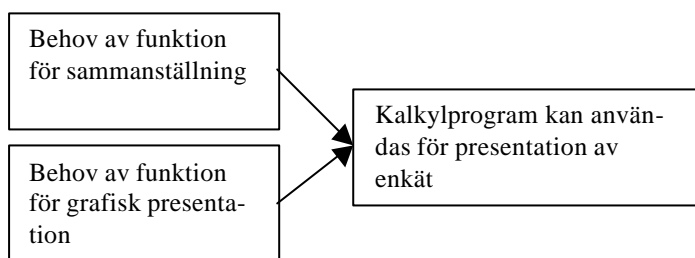 Behov av funktion
för sammanställning
Behov av funktion
för grafisk presenta-
tion
Kalkylprogram kan använ-
das för presentation av
enkät